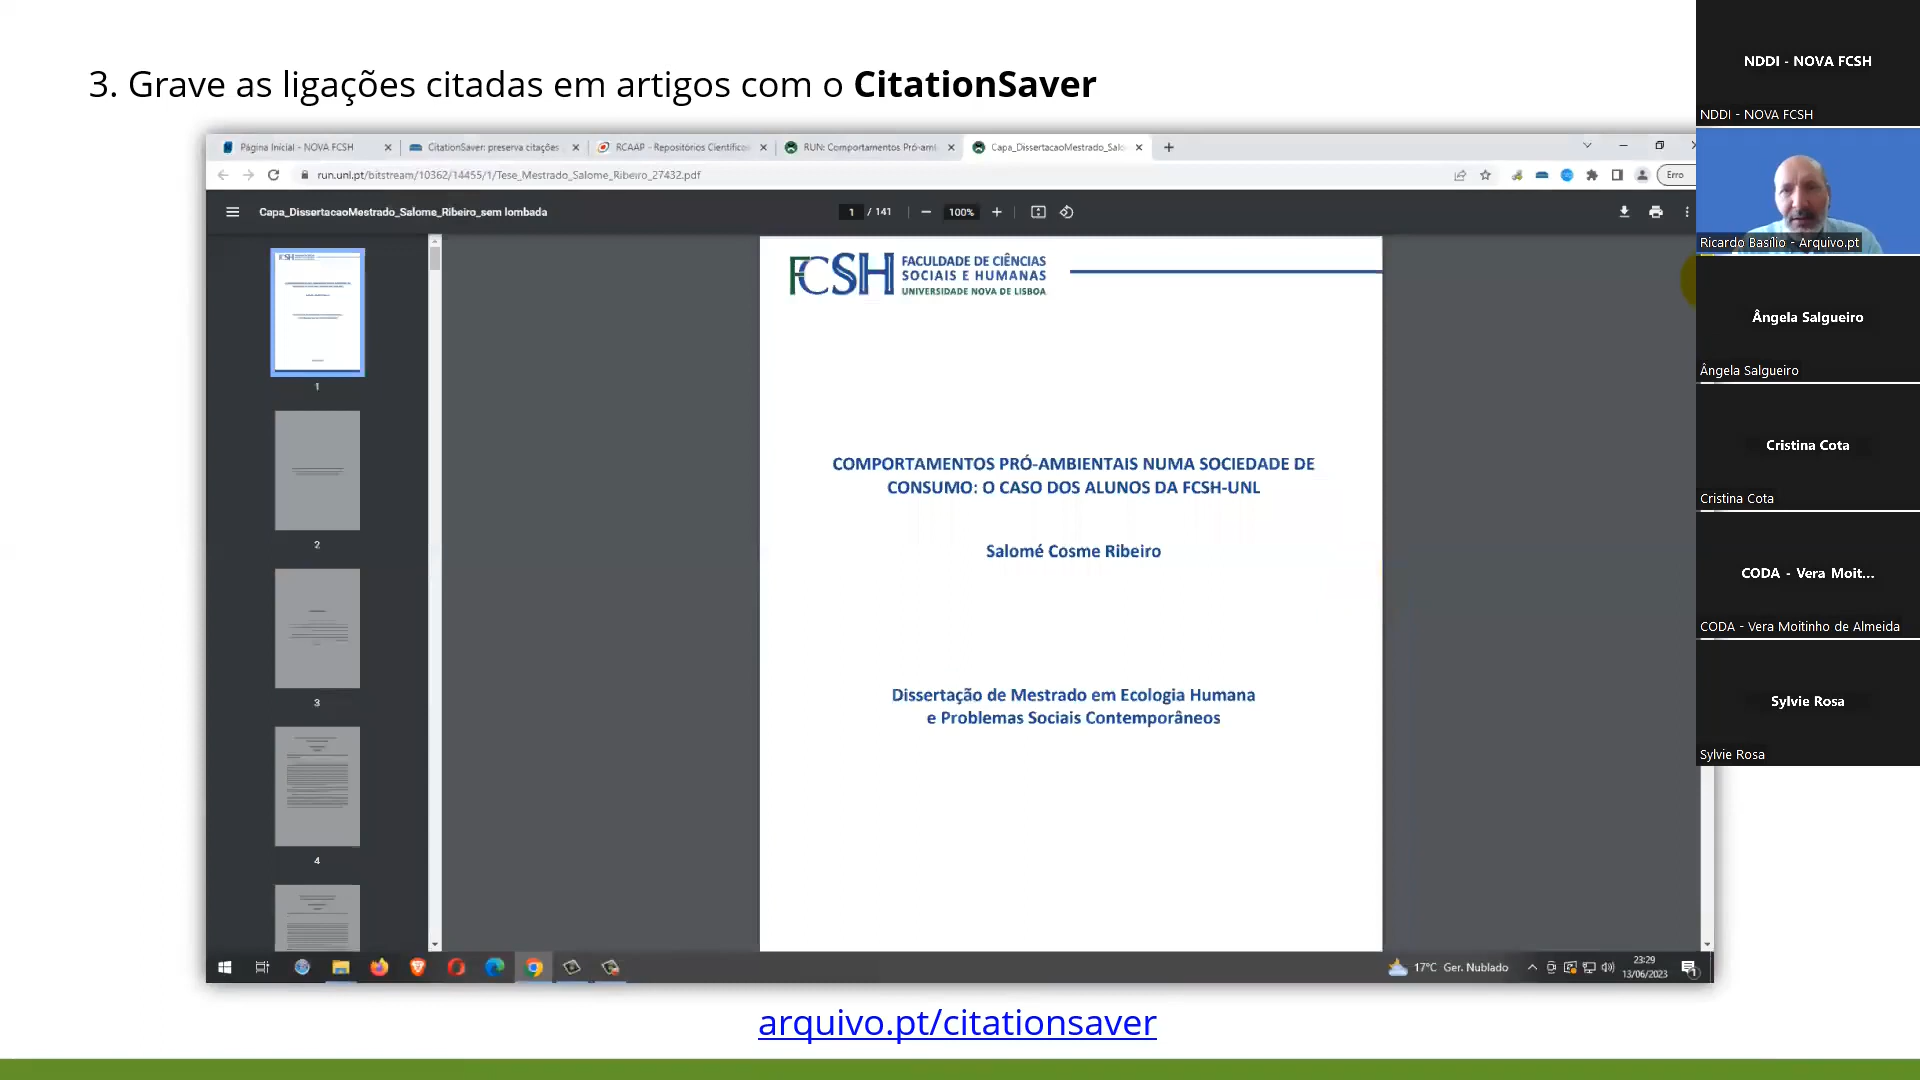 3. Grave as ligações citadas em artigos com o CitationSaver
Página Inicial - NOVA FCSH
CitationSaver: preserva citações
RCAAP - Repositórios Científico
RUN: Comportamentos Pró-am
Capa_DissertacaoMestrado_Sal
run.unl.pt/bitstream/10362/14455/1/Tese_Mestrado_Salome_Ribeiro_27432.pdf
Erro
Capa_DissertacaoMestrado_Salome_Ribeiro_sem lombada
1 / 141
100%
1
2
3
4
FCSH
FACULDADE DE CIÊNCIAS
SOCIAIS E HUMANAS
UNIVERSIDADE NOVA DE LISBOA
COMPORTAMENTOS PRÓ-AMBIENTAIS NUMA SOCIEDADE DE
CONSUMO: O CASO DOS ALUNOS DA FCSH-UNL
Salomé Cosme Ribeiro
Dissertação de Mestrado em Ecologia Humana
e Problemas Sociais Contemporâneos
17°C Ger. Nublado
23:29
13/06/2023
1
arquivo.pt/citationsaver
NDDI - NOVA FCSH
NDDI - NOVA FCSH
Ricardo Basílio - Arquivo.pt
Ângela Salgueiro
Ângela Salgueiro
Cristina Cota
Cristina Cota
CODA - Vera Moit...
CODA - Vera Moitinho de Almeida
Sylvie Rosa
Sylvie Rosa